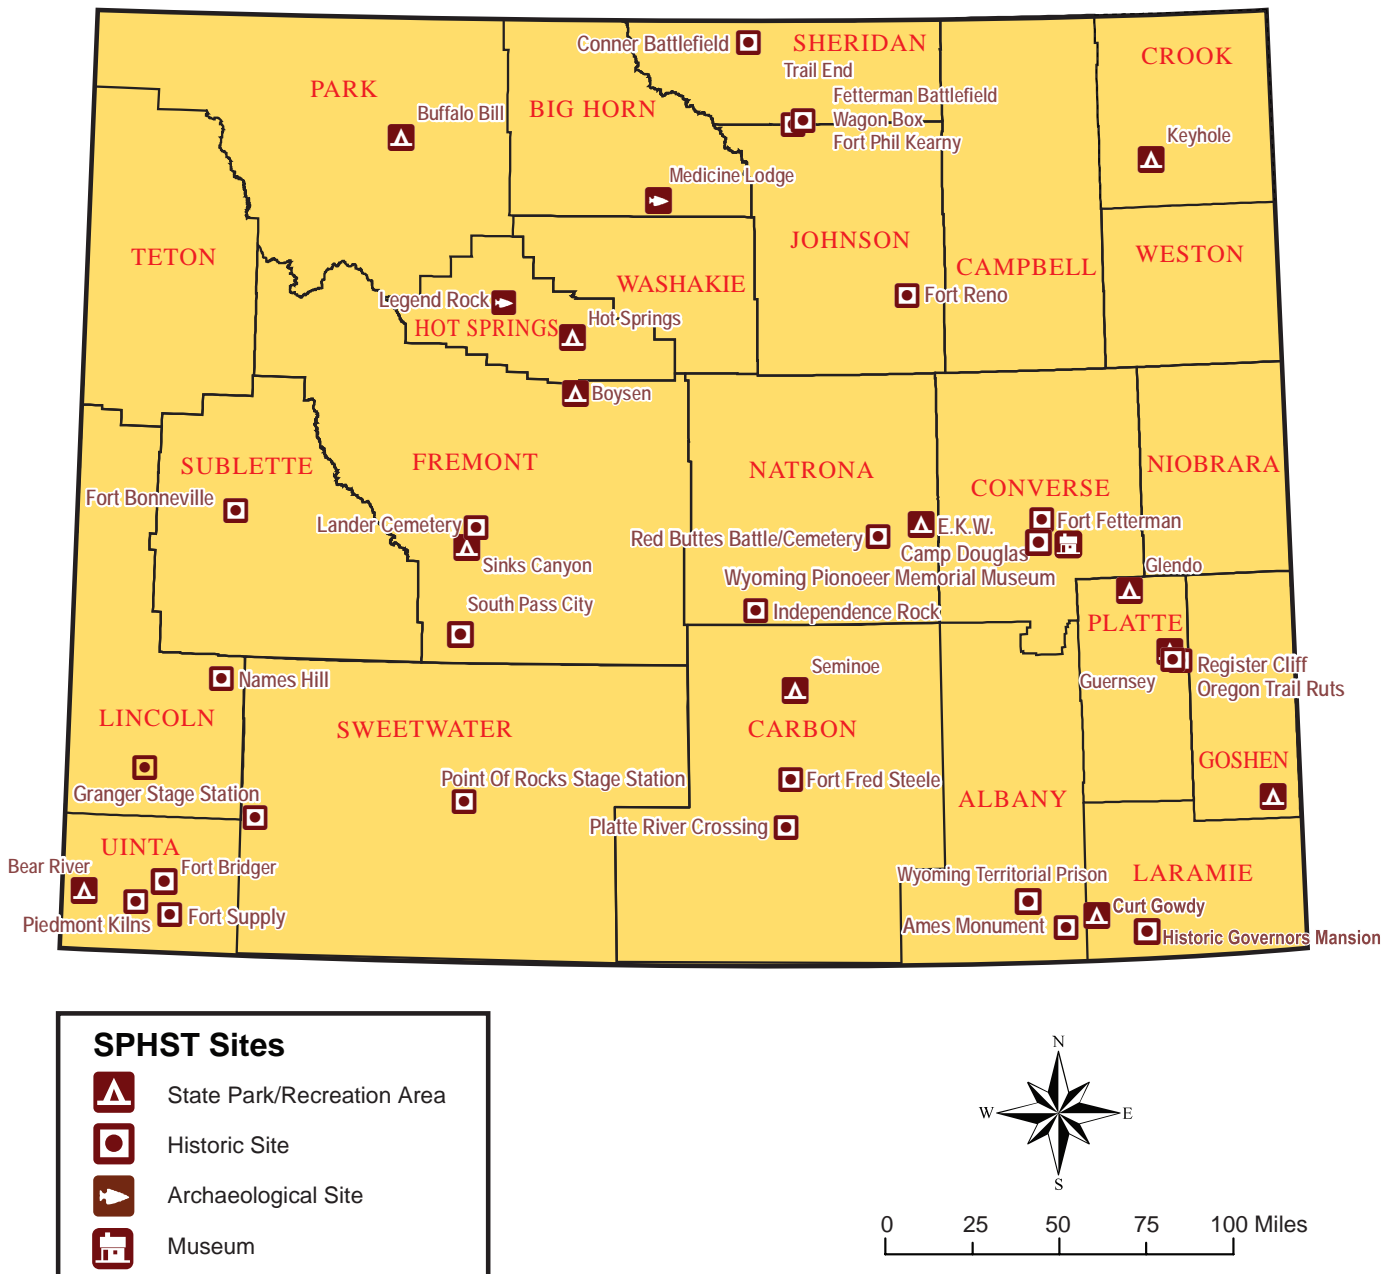 Conner Battlefield
SHERIDAN
CROOK
Trail End
PARK
BIG HORN
Buffalo Bill
Fetterman Battlefield
Wagon Box
Fort Phil Kearny
Keyhole
Medicine Lodge
TETON
JOHNSON
CAMPBELL
WESTON
WASHAKIE
Legend Rock
Fort Reno
HOT SPRINGS
Hot Springs
Boysen
SUBLETTE
FREMONT
NATRONA
CONVERSE
NIOBRARA
Fort Bonneville
Lander Cemetery
Sinks Canyon
Red Buttes Battle/Cemetery
E.K.W.
Fort Fetterman
Camp Douglas
Wyoming Pionoeer Memorial Museum
Glendo
South Pass City
Independence Rock
PLATTE
Names Hill
Seminoe
Guernsey
Register Cliff
Oregon Trail Ruts
LINCOLN
SWEETWATER
CARBON
GOSHEN
Granger Stage Station
Point Of Rocks Stage Station
Fort Fred Steele
ALBANY
Platte River Crossing
UINTA
Bear River
Fort Bridger
Piedmont Kilns
Fort Supply
Wyoming Territorial Prison
LARAMIE
Ames Monument
Curt Gowdy
Historic Governors Mansion
SPHST Sites
State Park/Recreation Area
Historic Site
Archaeological Site
Museum
N
W
E
S
0 25 50 75 100 Miles